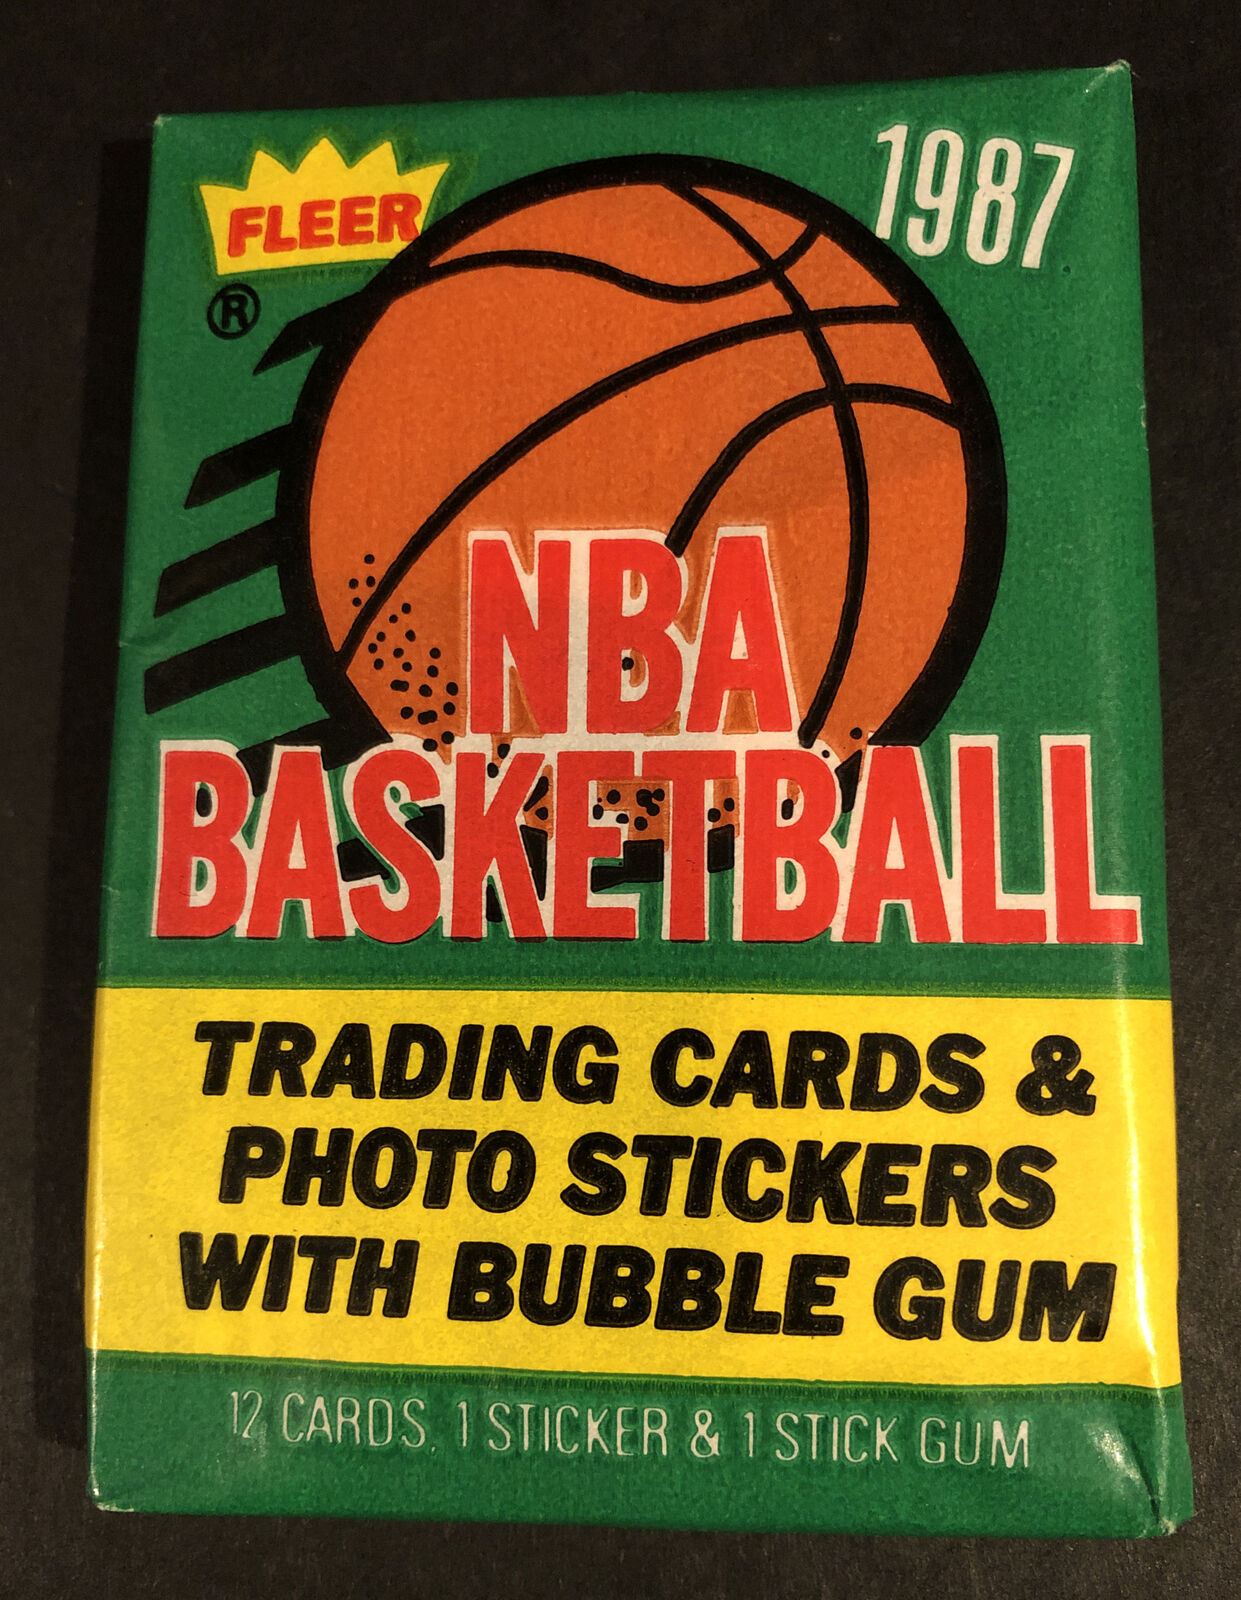 FLEER
®
1987
NBA
BASKETBALL
TRADING CARDS &
PHOTO STICKERS
WITH BUBBLE GUM
12 CARDS, 1 STICKER & 1 STICK GUM